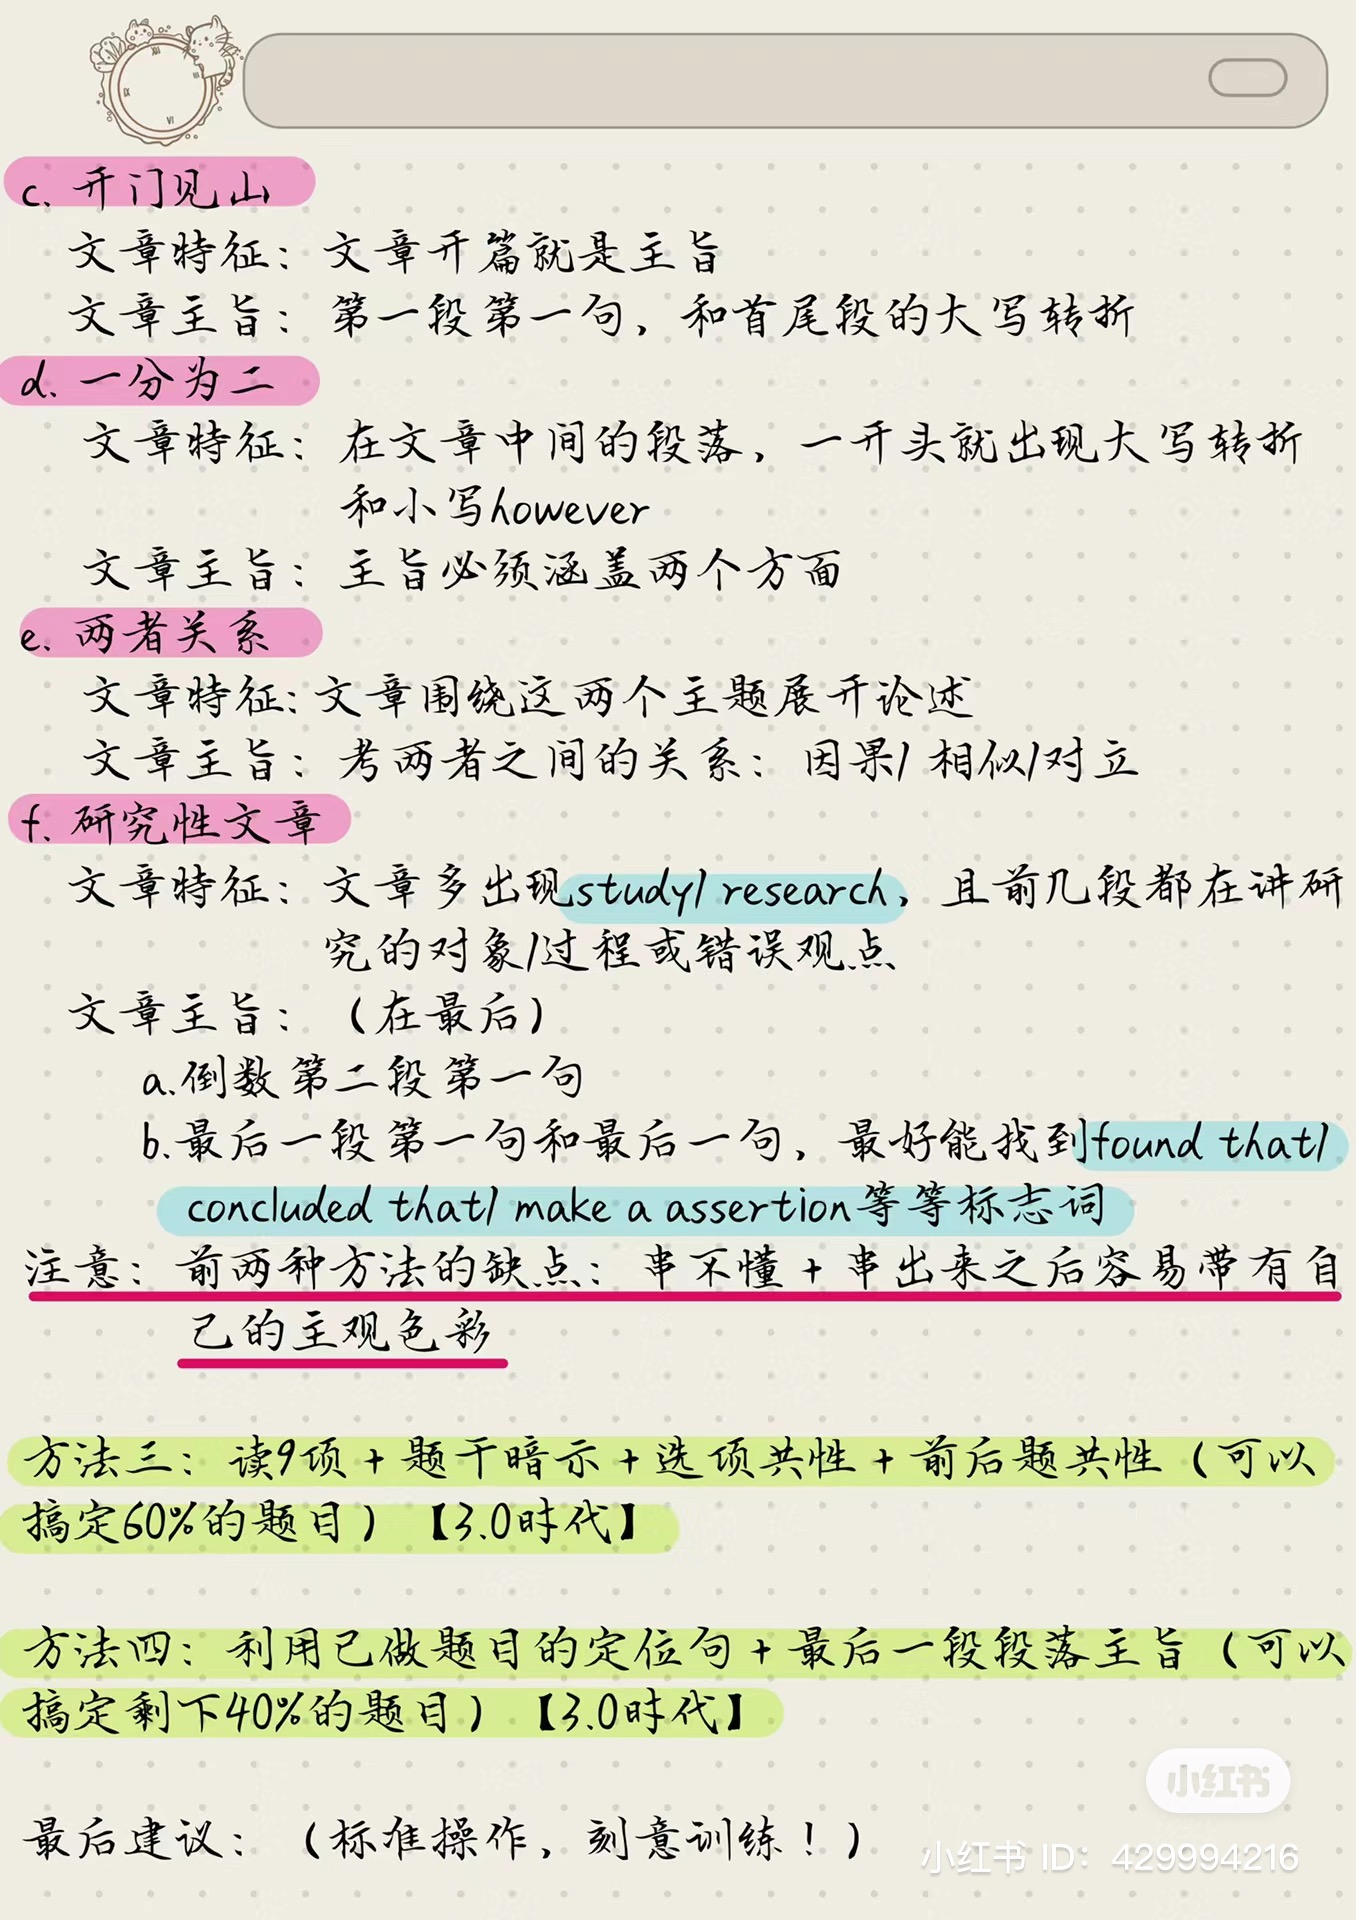 c. 开门见山
文章特征：文章开篇就是主旨
文章主旨：第一段第一句，和首尾段的大写转折
d. 一分为二
文章特征：在文章中间的段落，一开头就出现大写转折
和小写however
文章主旨：主旨必须涵盖两个方面
e. 两者关系
文章特征：文章围绕这两个主题展开论述
文章主旨：考两者之间的关系：因果/ 相似/对立
f. 研究性文章
文章特征：文章多出现study/ research，且前几段都在讲研
究的对象/过程或错误观点
文章主旨：（在最后）
a.倒数第二段第一句
b.最后一段第一句和最后一句，最好能找到found that/
concluded that/ make a assertion等等标志词
注意：前两种方法的缺点：串不懂+串出来之后容易带有自
己的主观色彩
方法三：读9项+题干暗示+选项共性+前后题共性（可以
搞定60%的题目）【3.0时代】
方法四：利用已做题目的定位句+最后一段段落主旨（可以
搞定剩下40%的题目）【3.0时代】
最后建议：（标准操作，刻意训练！）
小红书
小红书 ID：429994216